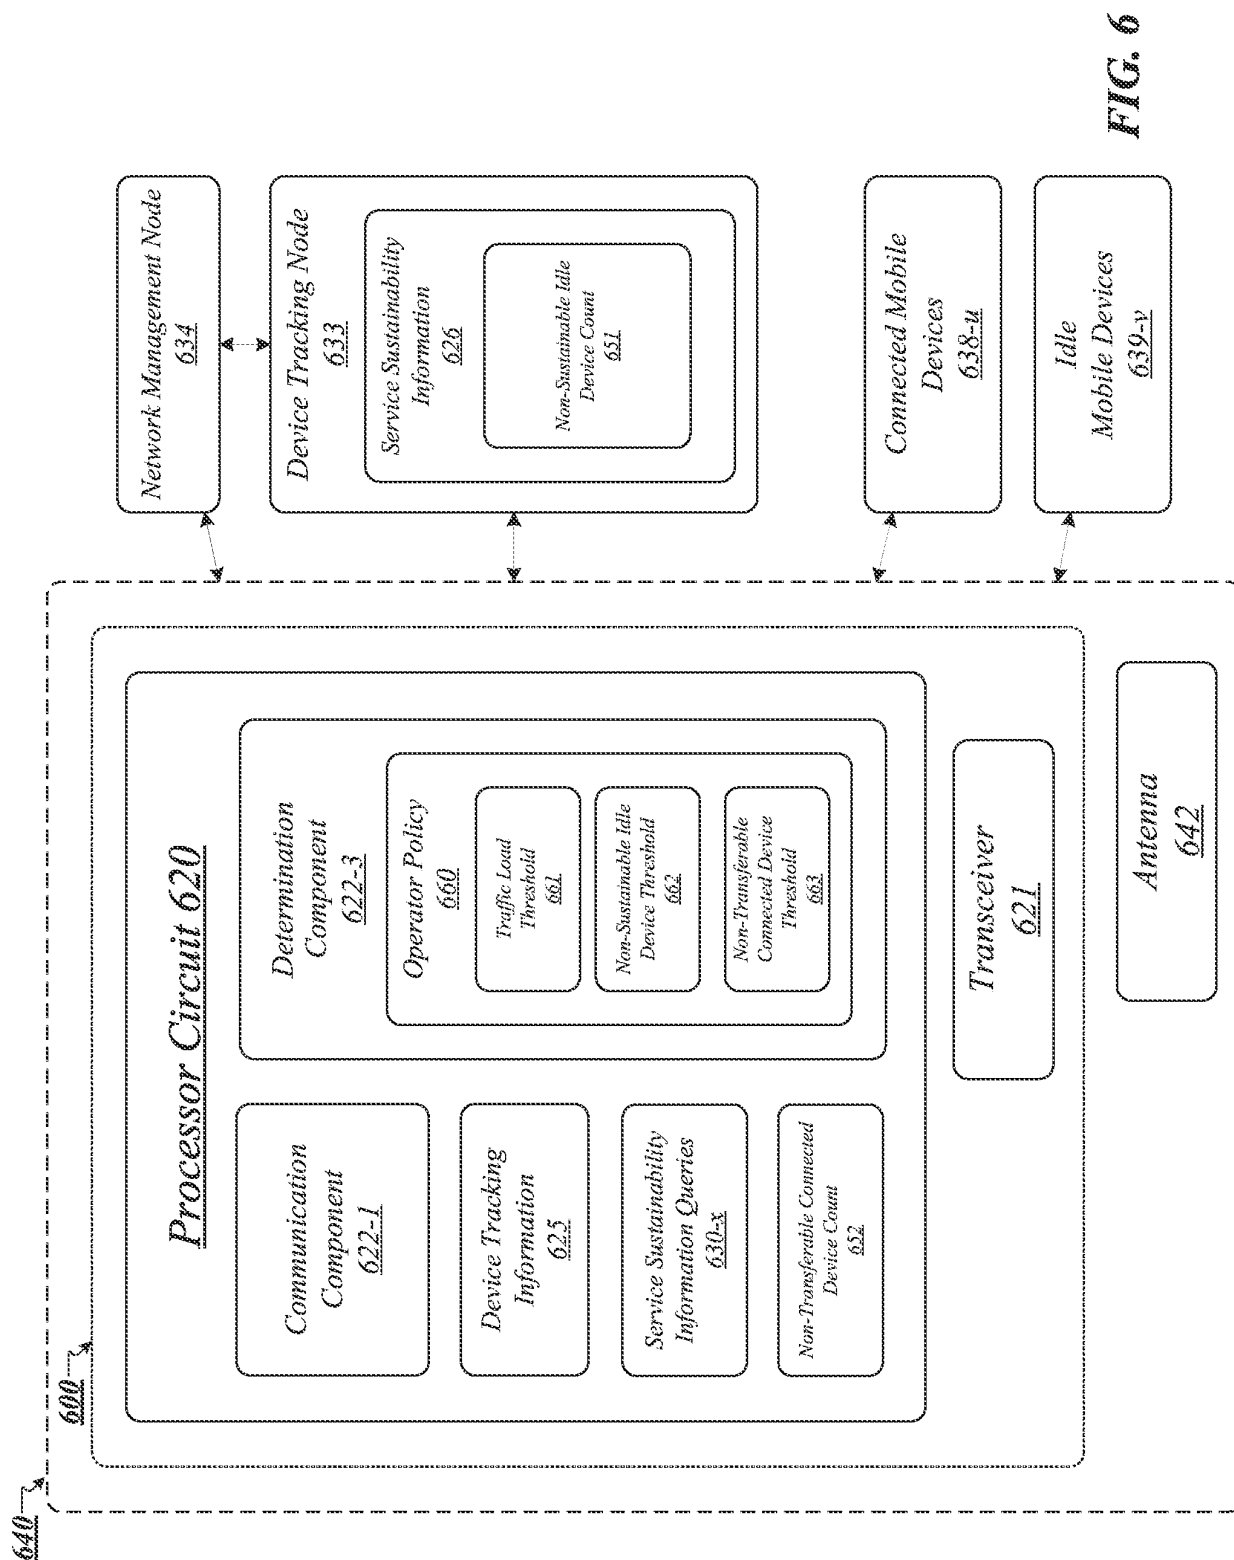 640
600
Processor Circuit 620
Communication
Component
622-1
Device Tracking
Information
625
Service Sustainability
Information Queries
630-x
Non-Transferable Connected
Device Count
652
Determination
Component
622-3
Operator Policy
660
Traffic Load
Threshold
661
Non-Sustainable Idle
Device Threshold
662
Non-Transferable
Connected Device
Threshold
663
Transceiver
621
Antenna
642
Network Management Node
634
Device Tracking Node
633
Service Sustainability
Information
626
Non-Sustainable Idle
Device Count
651
Connected Mobile
Devices
638-u
Idle
Mobile Devices
639-v
FIG. 6